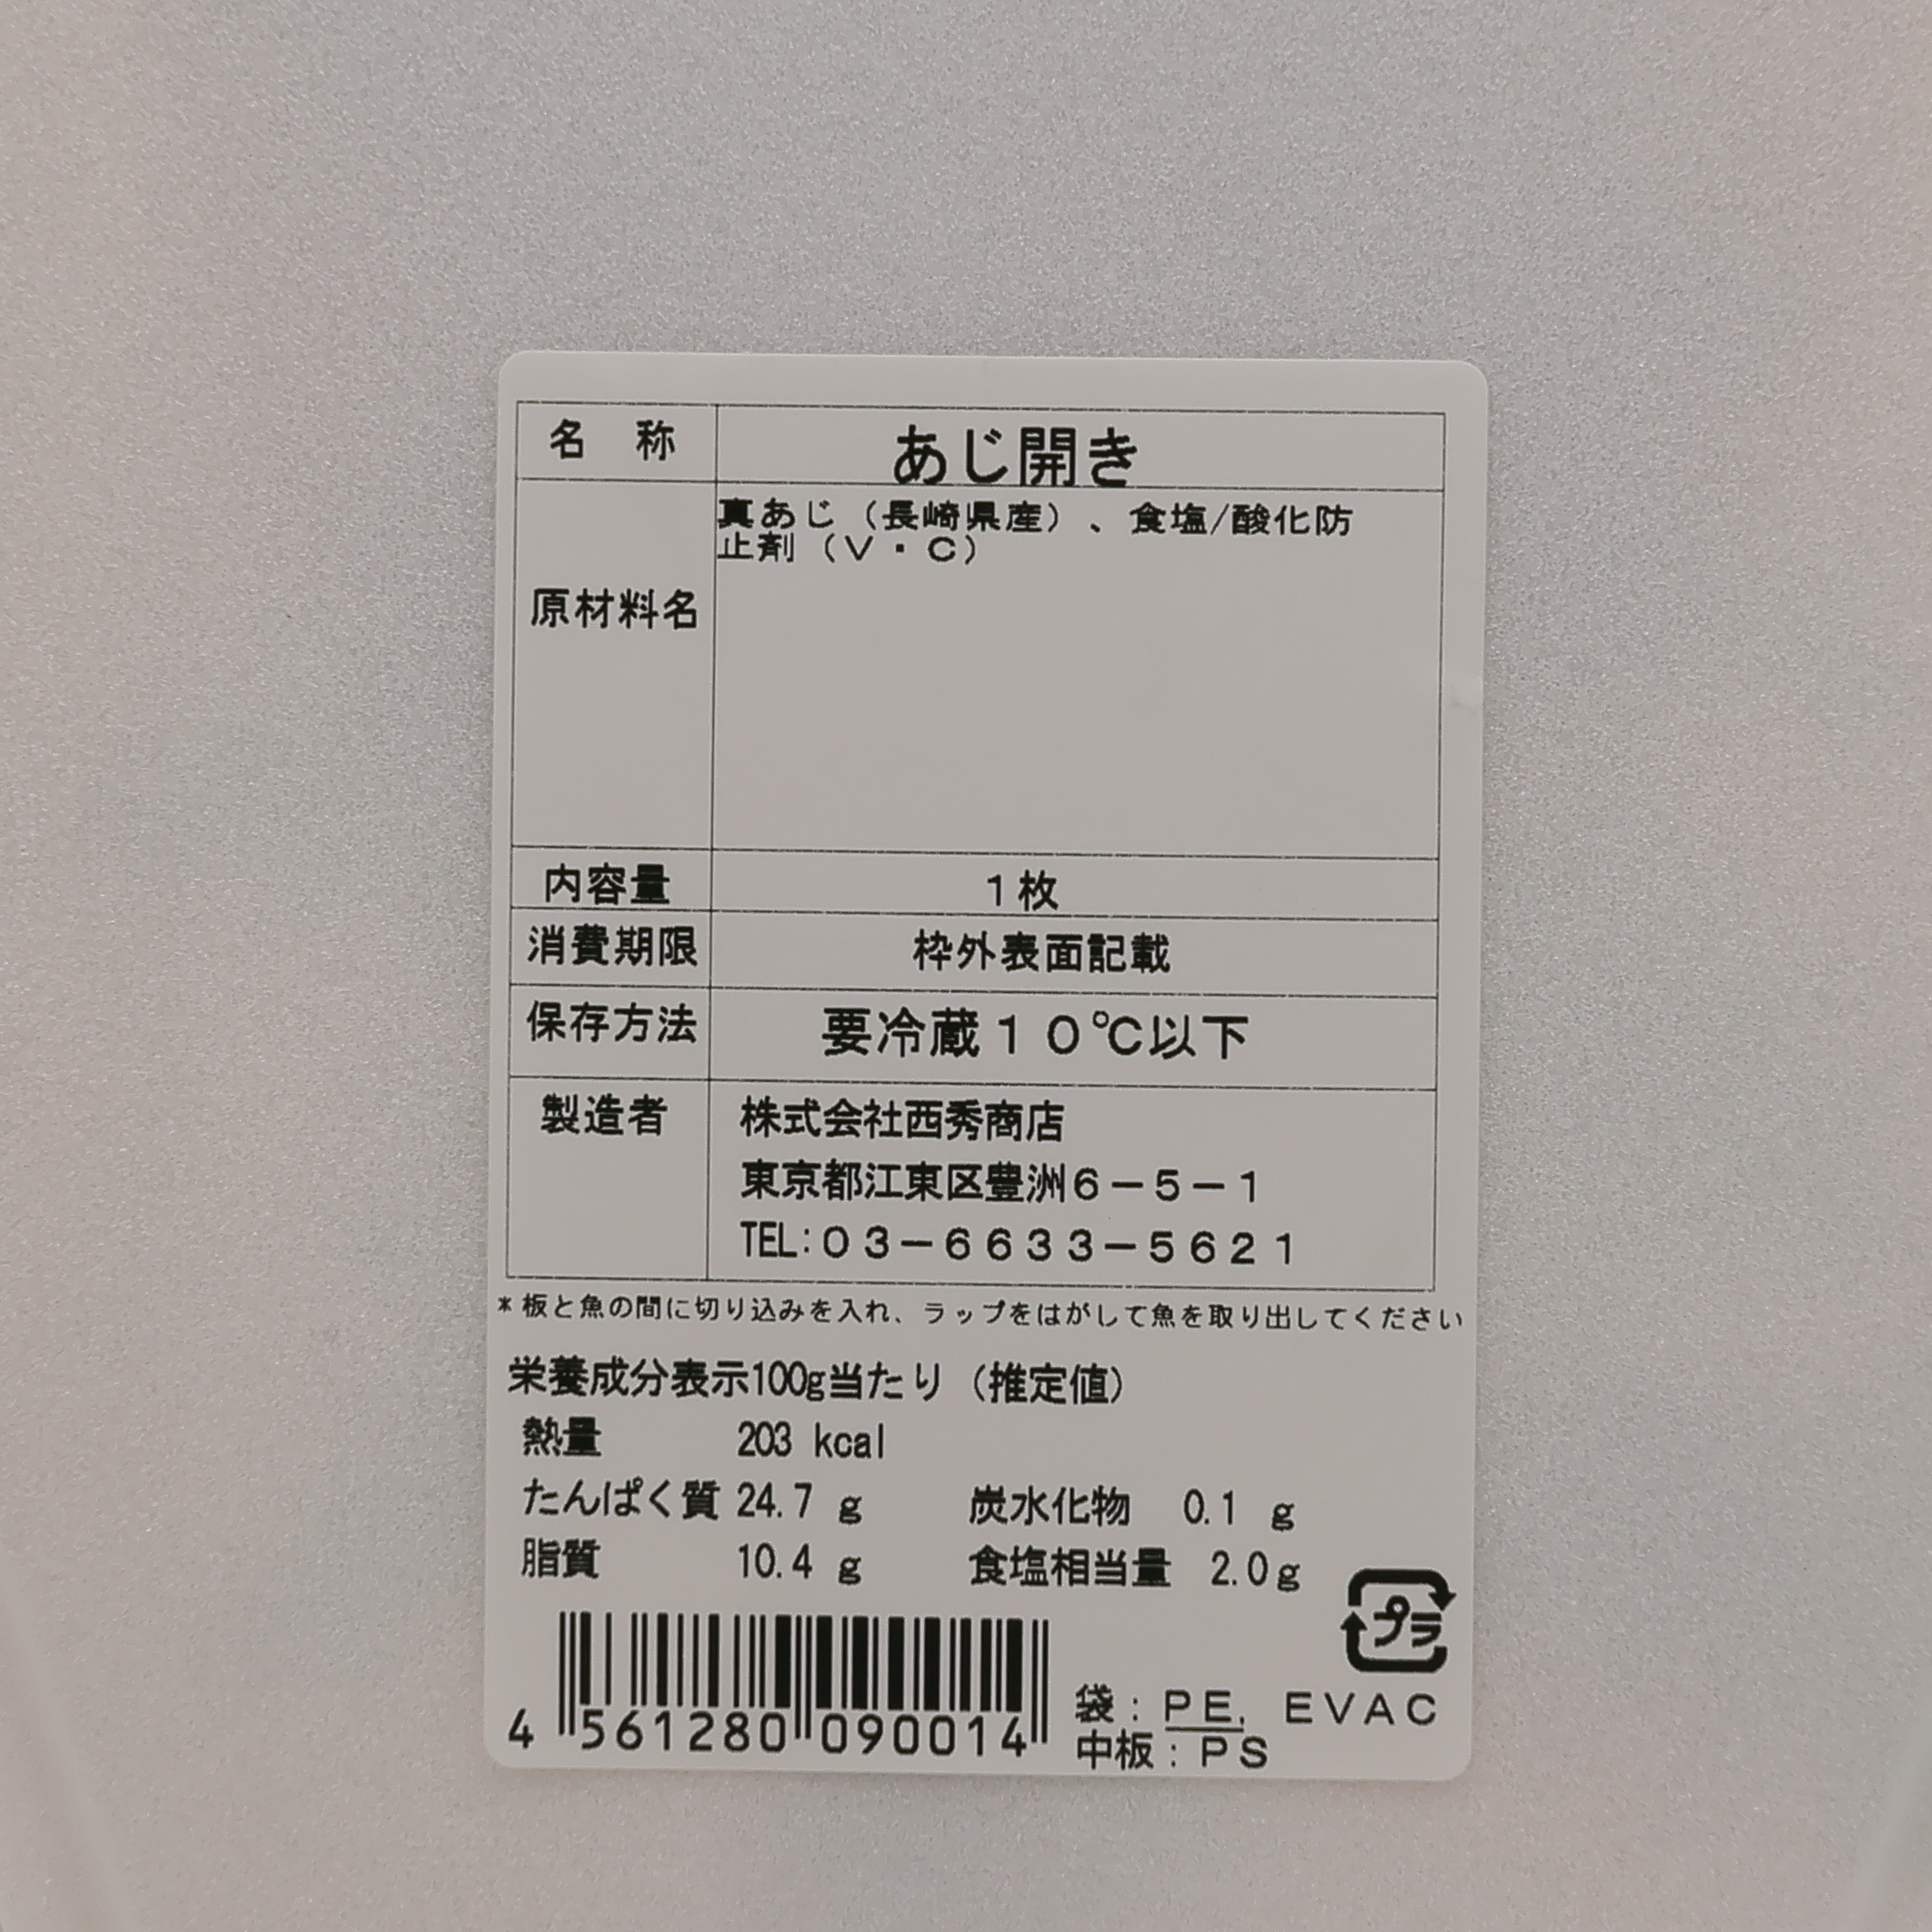 名 称 あじ開き
原材料名 真あじ（長崎県産）、食塩/酸化防
止剤（V・C）
内容量 1枚
消費期限 枠外表面記載
保存方法 要冷蔵10℃以下
製造者 株式会社西秀商店
東京都江東区豊洲6－5－1
TEL:03－6633－5621
*板と魚の間に切り込みを入れ、ラップをはがして魚を取り出してください
栄養成分表示100g当たり（推定値）
熱量 203 kcal
たんぱく質 24.7 g 炭水化物 0.1 g
脂質 10.4 g 食塩相当量 2.0g
プラ
4 561280 090014
袋：PE, EVAC
中板：PS